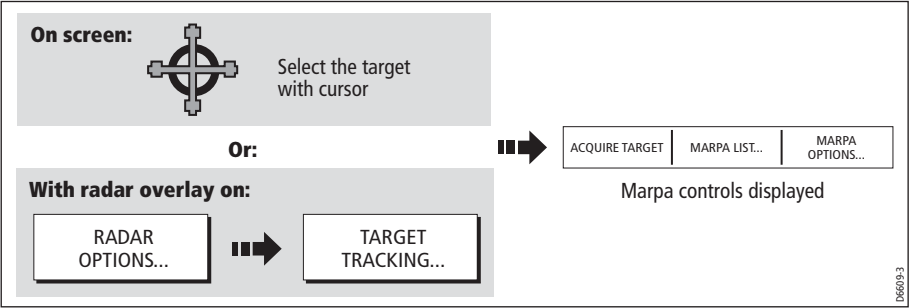 On screen:
Select the target
with cursor
Or:
With radar overlay on:
RADAR
OPTIONS...
TARGET
TRACKING...
ACQUIRE TARGET
MARPA LIST...
MARPA
OPTIONS...
Marpa controls displayed
D6609-3